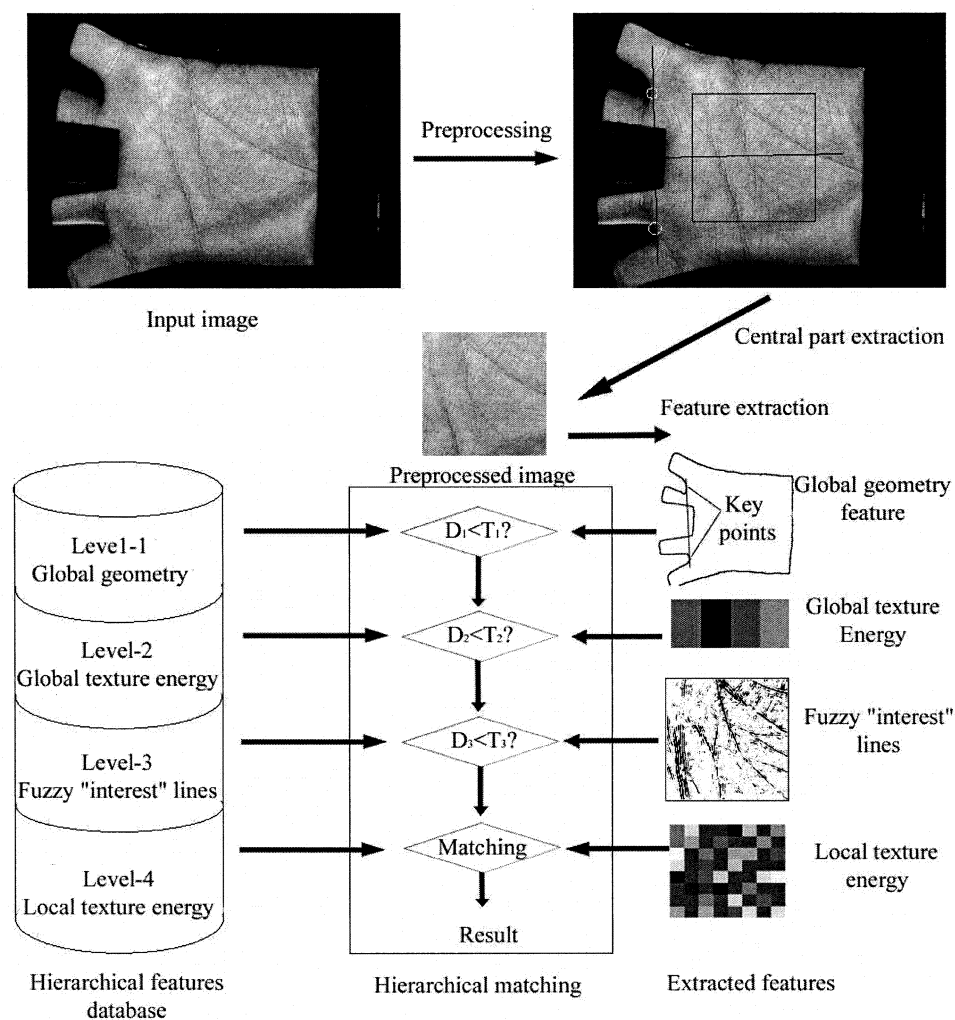 Preprocessing
Input image
Central part extraction
Feature extraction
Preprocessed image
Global geometry
feature
Key
points
Leve1-1
Global geometry
D₁<T₁?
Global texture
Energy
Level-2
Global texture energy
D₂<T₂?
Fuzzy "interest"
lines
Level-3
Fuzzy "interest" lines
D₃<T₃?
Matching
Local texture
energy
Level-4
Local texture energy
Result
Hierarchical features
database
Hierarchical matching
Extracted features